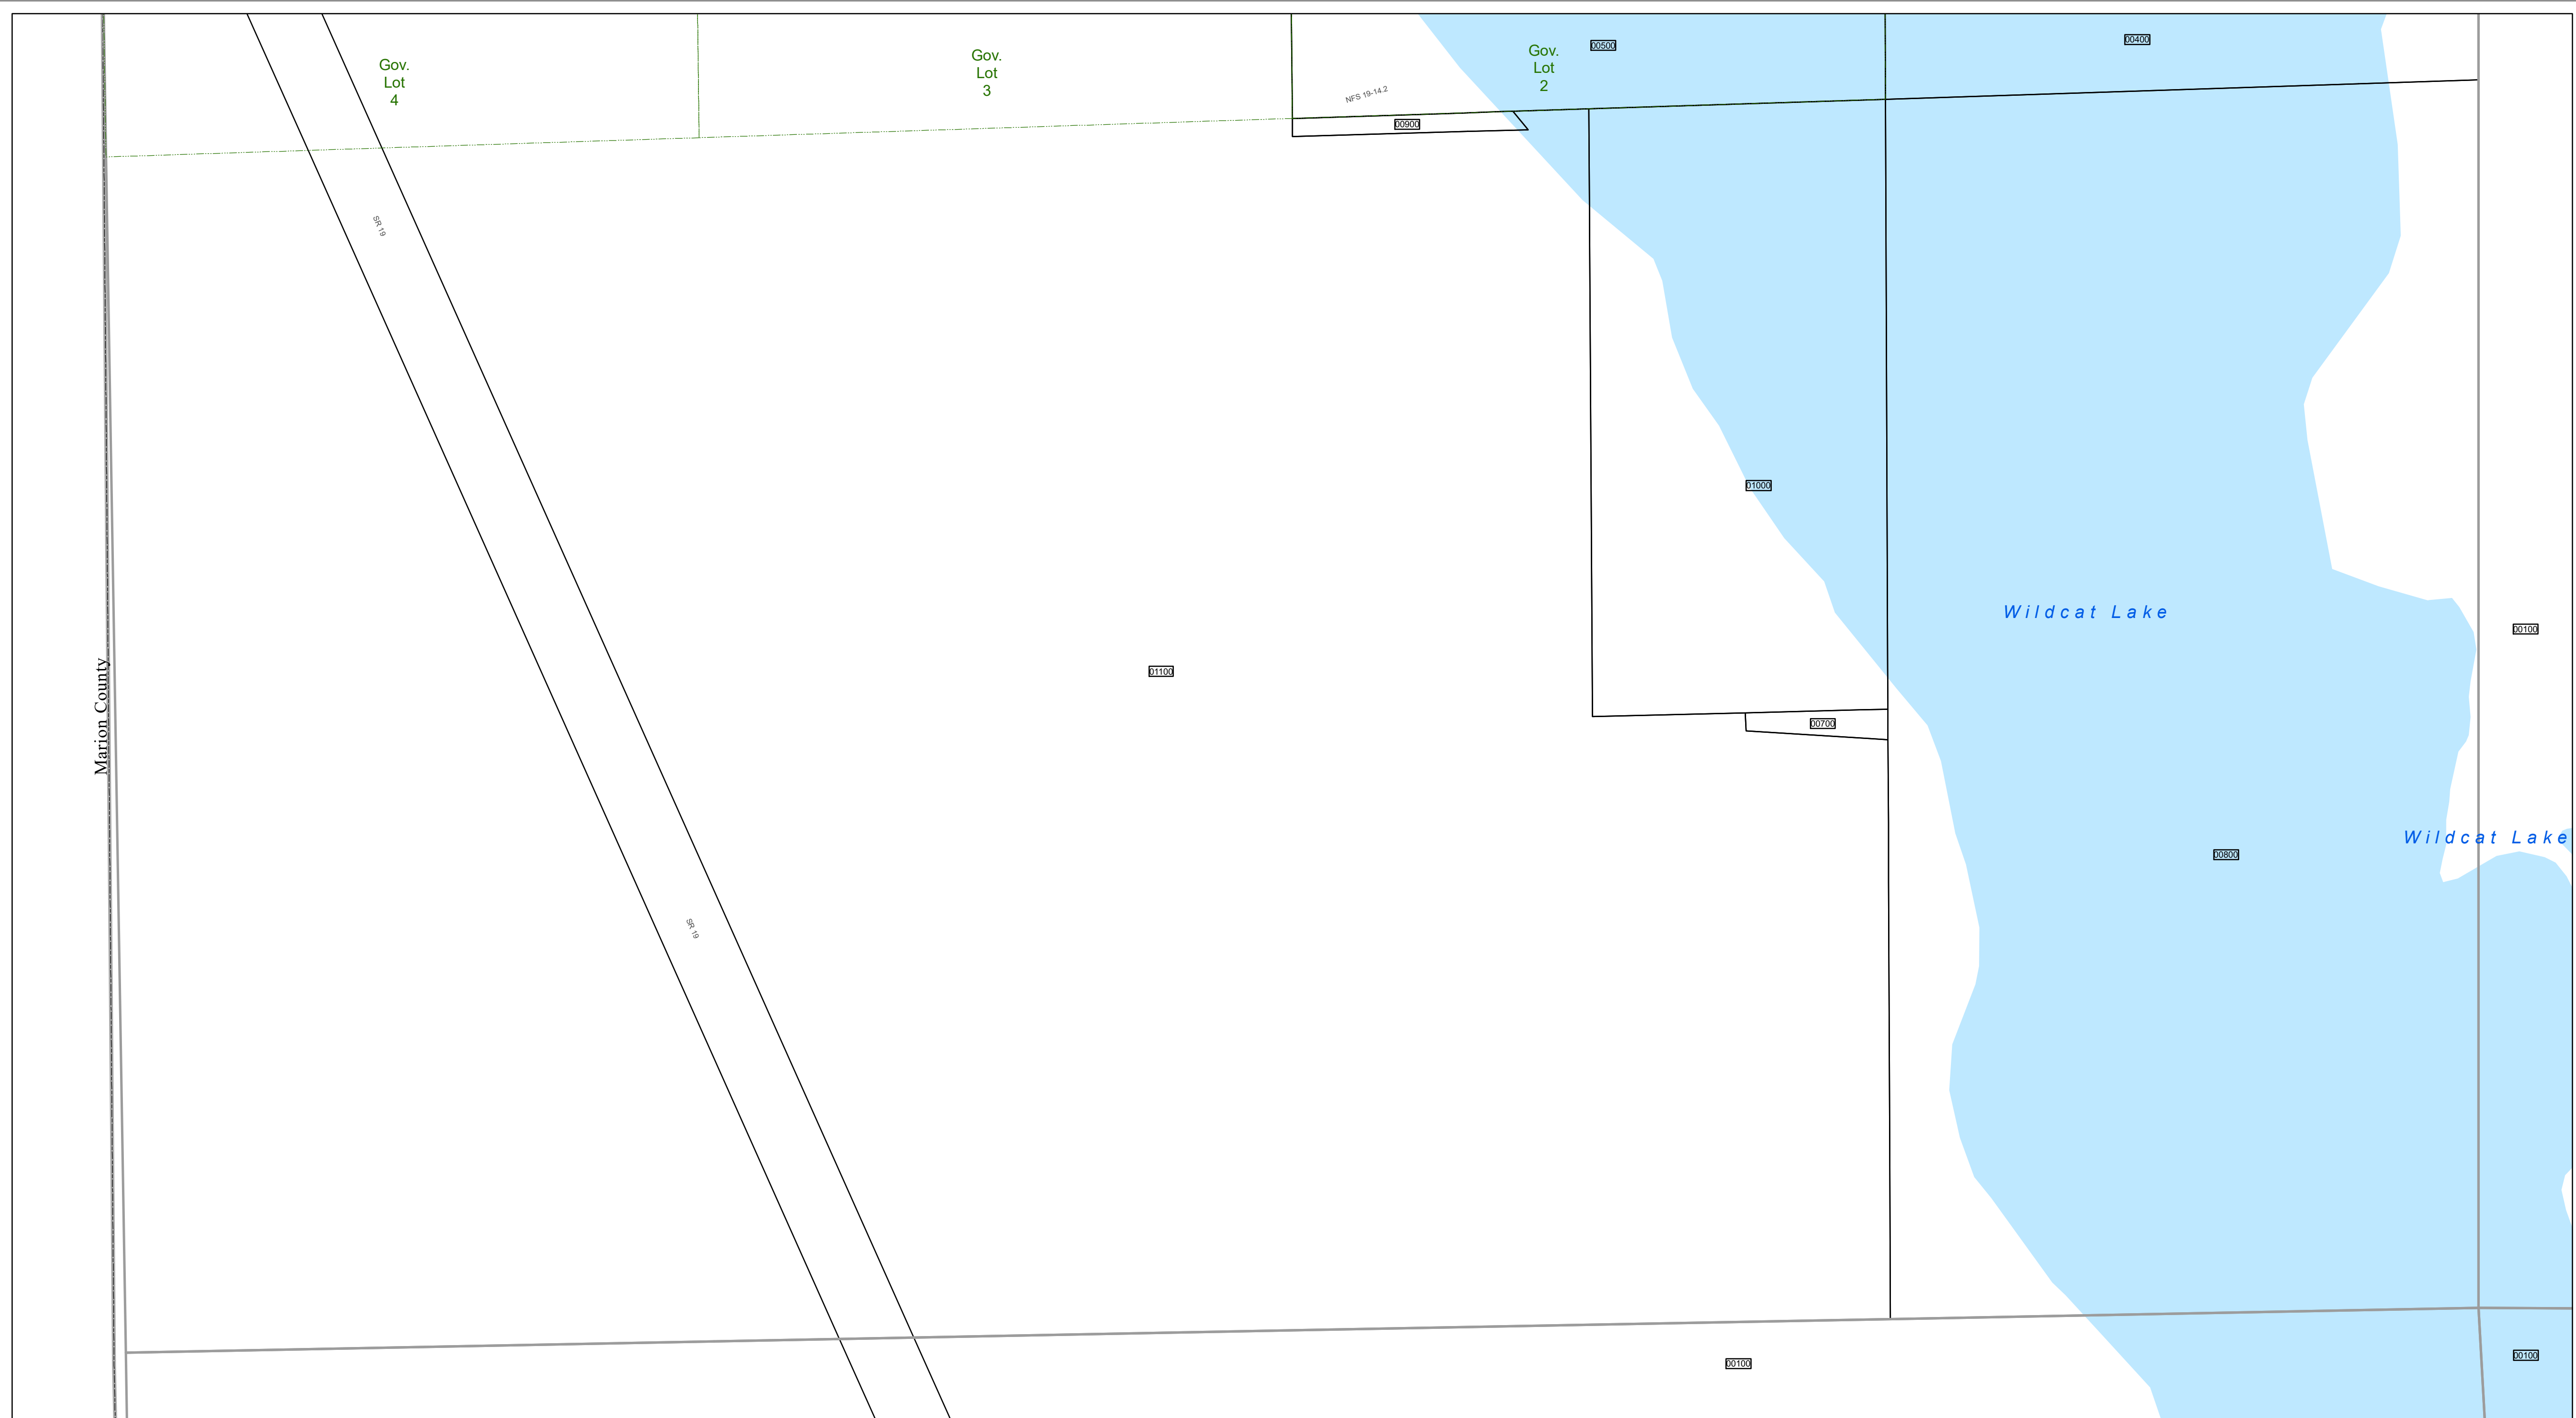 00400
00500
Gov.
Lot
2
Gov.
Lot
3
Gov.
Lot
4
NFS 19-14.2
00900
SR 19
01000
Wildcat Lake
00100
01100
Marion County
00700
Wildcat Lake
00800
SR 19
00100
00100